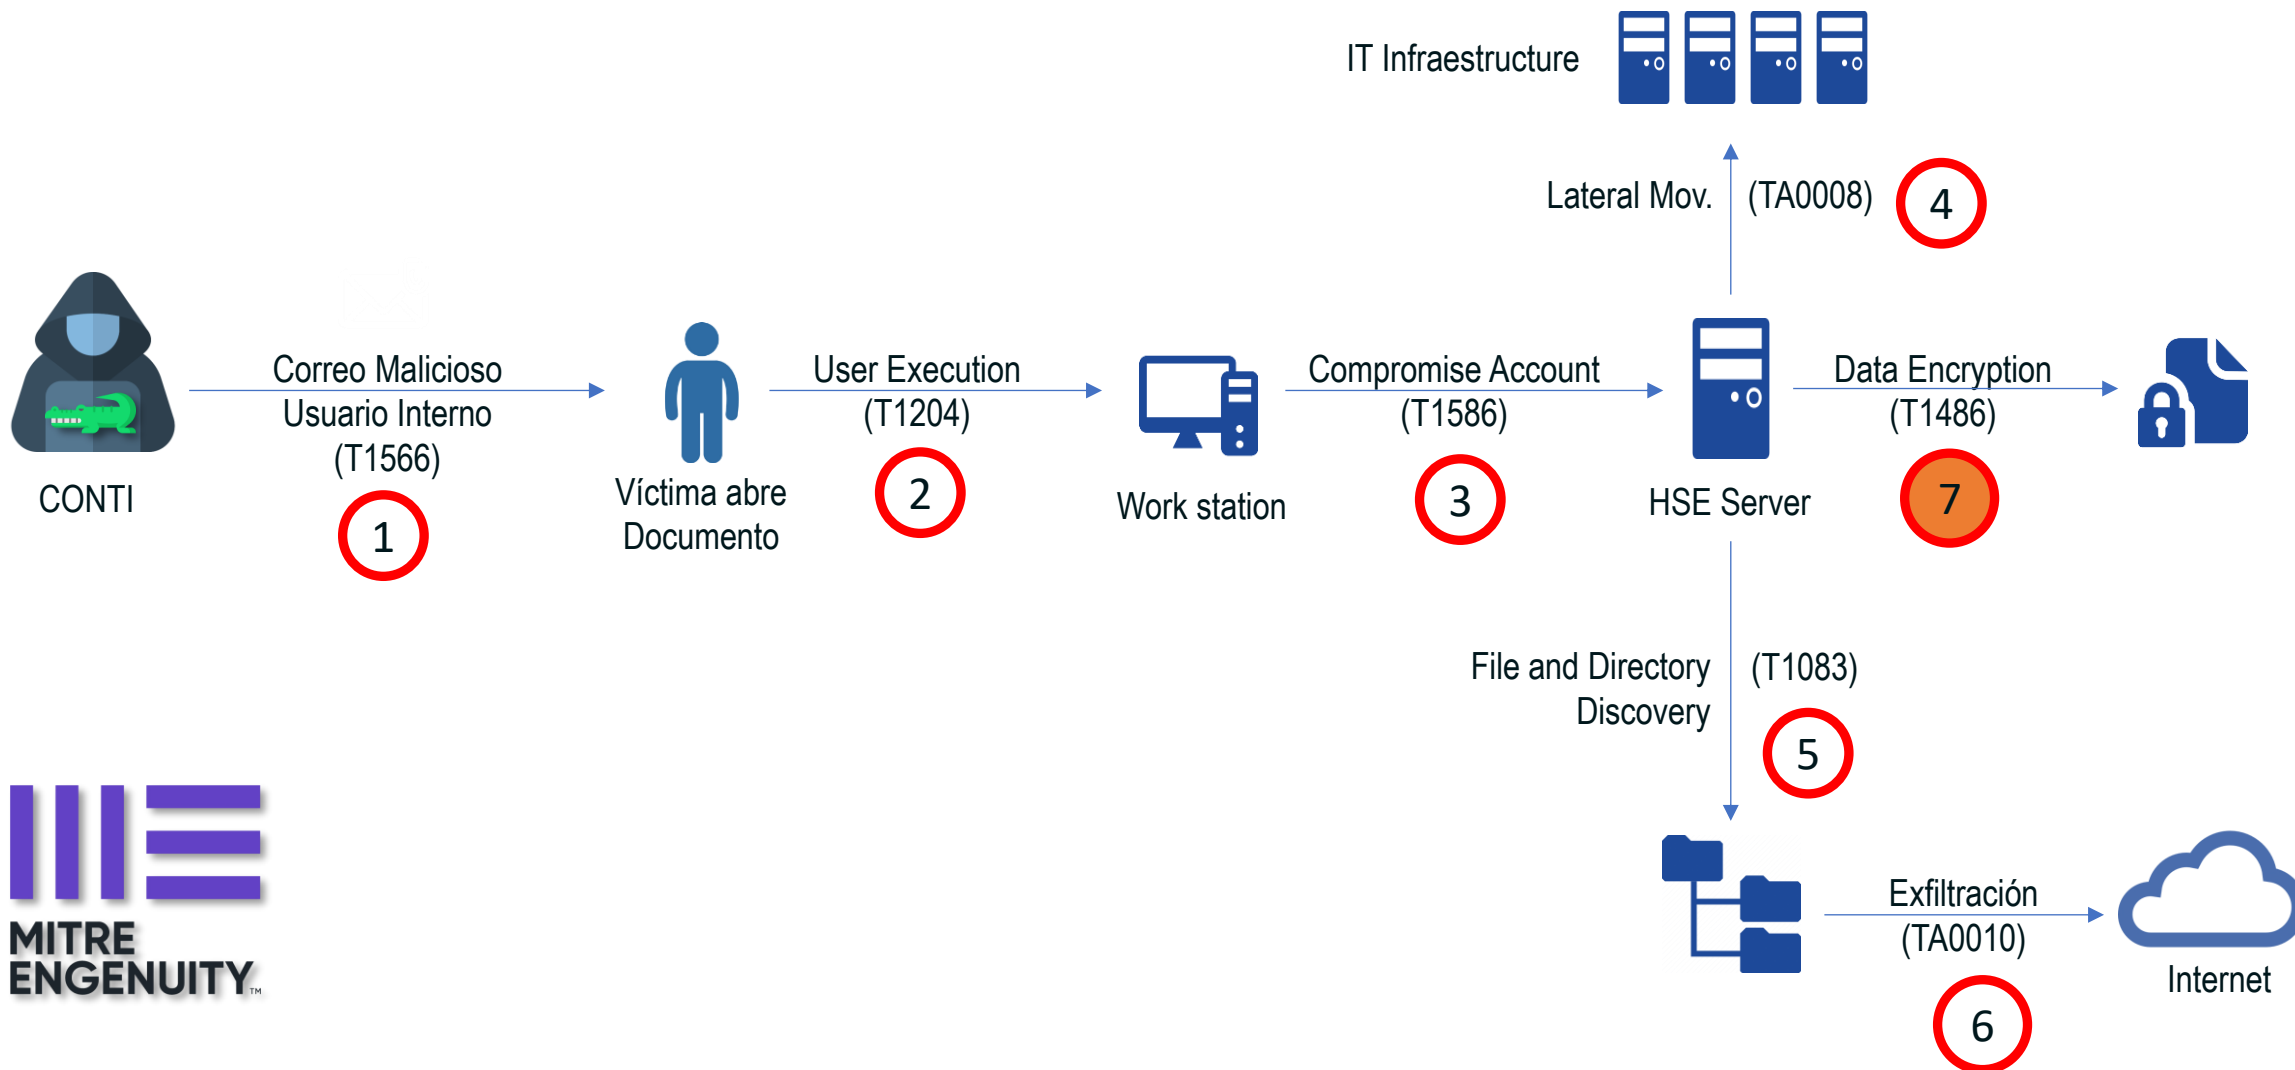 IT Infraestructure
Lateral Mov.
(TA0008)
4
CONTI
Correo Malicioso
Usuario Interno
(T1566)
1
Víctima abre
Documento
User Execution
(T1204)
2
Work station
Compromise Account
(T1586)
3
HSE Server
Data Encryption
(T1486)
7
File and Directory
Discovery
(T1083)
5
Exfiltración
(TA0010)
6
Internet
MITRE
ENGENUITY™